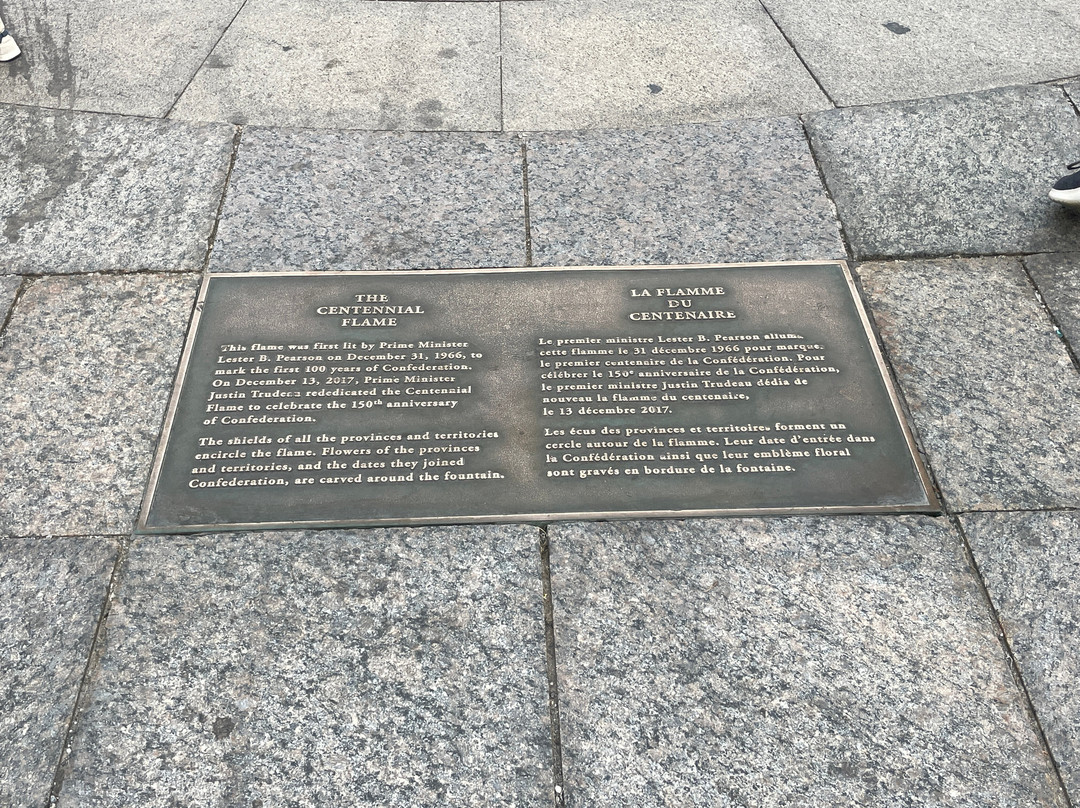 THE
CENTENNIAL
FLAME
This flame was first lit by Prime Minister
Lester B. Pearson on December 31, 1966, to
mark the first 100 years of Confederation.
On December 13, 2017, Prime Minister
Justin Trudeau rededicated the Centennial
Flame to celebrate the 150th anniversary
of Confederation.
The shields of all the provinces and territories
encircle the flame. Flowers of the provinces
and territories, and the dates they joined
Confederation, are carved around the fountain.
LA FLAMME
DU
CENTENAIRE
Le premier ministre Lester B. Pearson alluma
cette flamme le 31 décembre 1966 pour marquer
le premier centenaire de la Confédération. Pour
célébrer le 150e anniversaire de la Confédération,
le premier ministre Justin Trudeau dédia de
nouveau la flamme du centenaire,
le 13 décembre 2017.
Les écus des provinces et territoires forment un
cercle autour de la flamme. Leur date d'entrée dans
la Confédération ainsi que leur emblème floral
sont gravés en bordure de la fontaine.